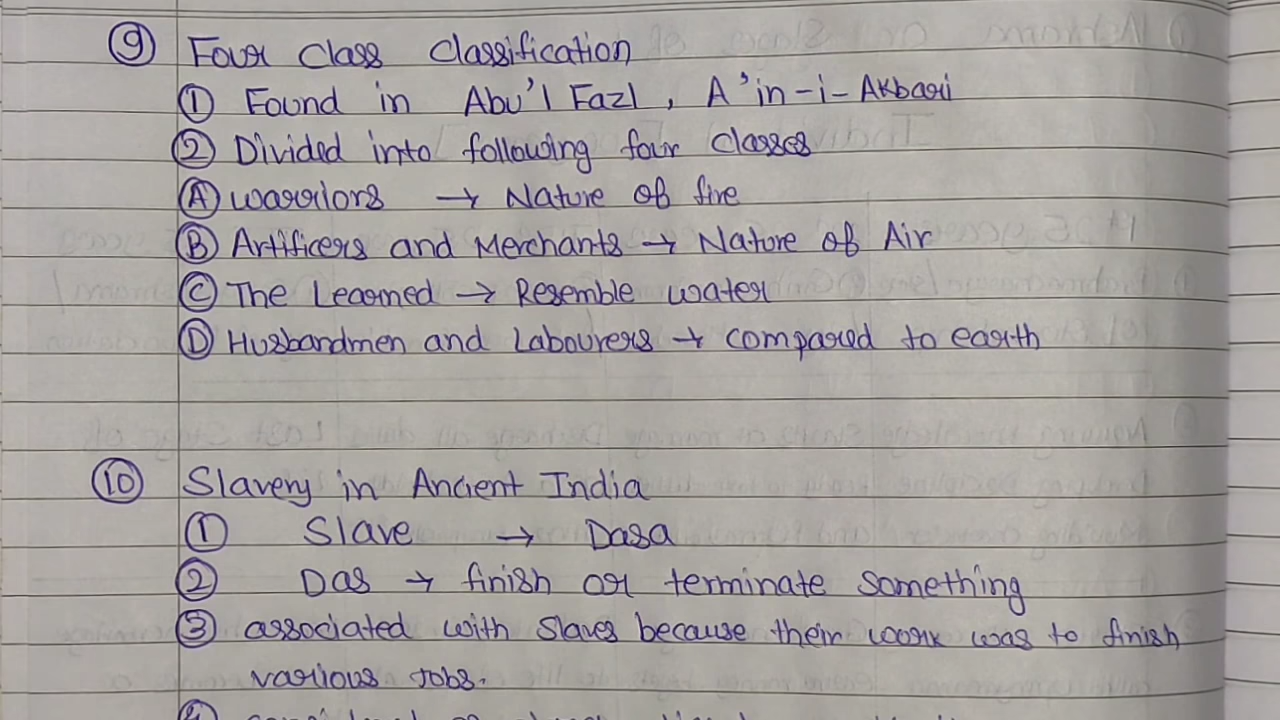 ⑨ Four Class Classification
① Found in Abu'l Fazl, A'in-i-Akbari
② Divided into following four classes
Ⓐ Warriors → Nature of fire
Ⓑ Artificers and Merchants → Nature of Air
Ⓒ The Learned → Resemble water
Ⓓ Husbandmen and Labourers → compared to earth
⑩ Slavery in Ancient India
① Slave → Dasa
② Das → finish or terminate something
③ associated with slaves because their work was to finish
various jobs.
④